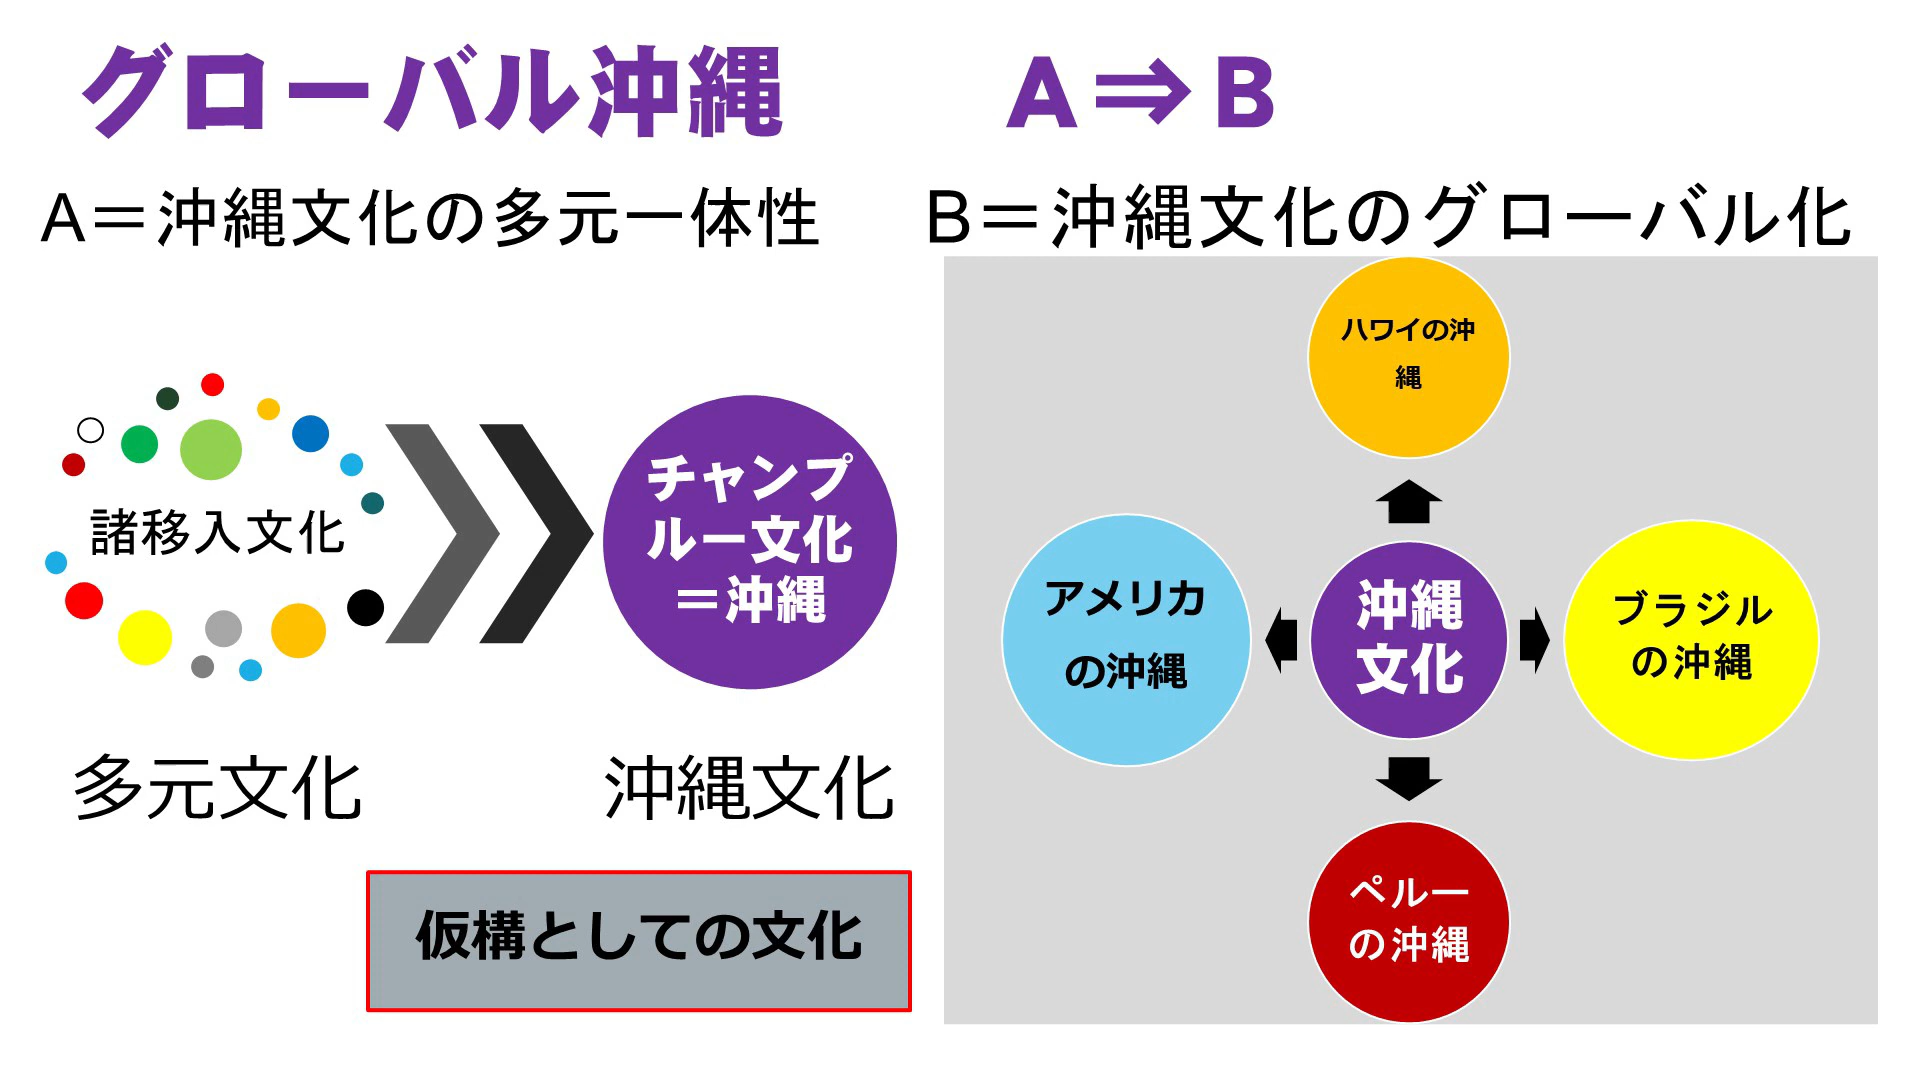 グローバル沖縄 A⇒B
A=沖縄文化の多元一体性
諸移入文化
チャンプ
ルー文化
=沖縄
多元文化
沖縄文化
仮構としての文化
B=沖縄文化のグローバル化
ハワイの沖
縄
アメリカ
の沖縄
沖縄
文化
ブラジル
の沖縄
ペルー
の沖縄